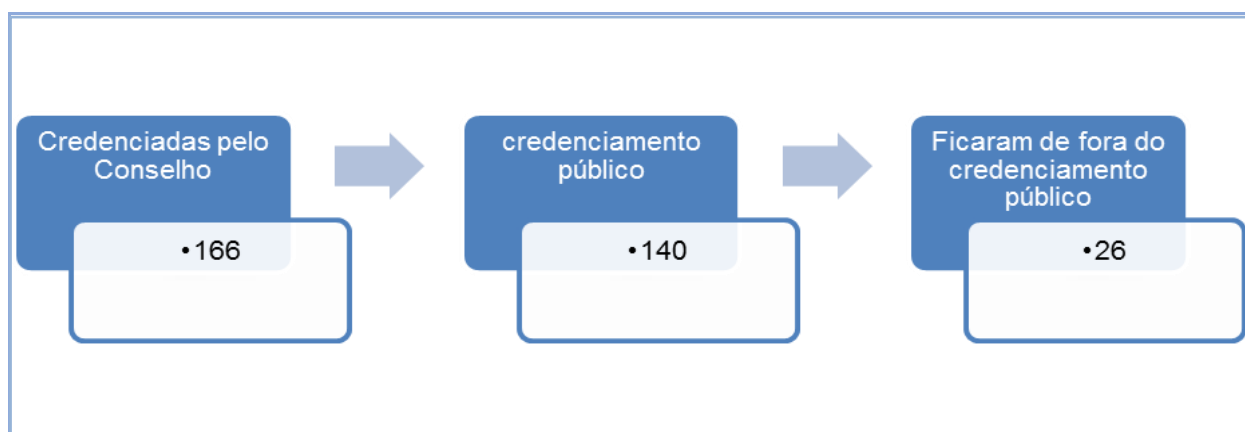 Credenciadas pelo
Conselho
•166
credenciamento
público
•140
Ficaram de fora do
credenciamento
público
•26